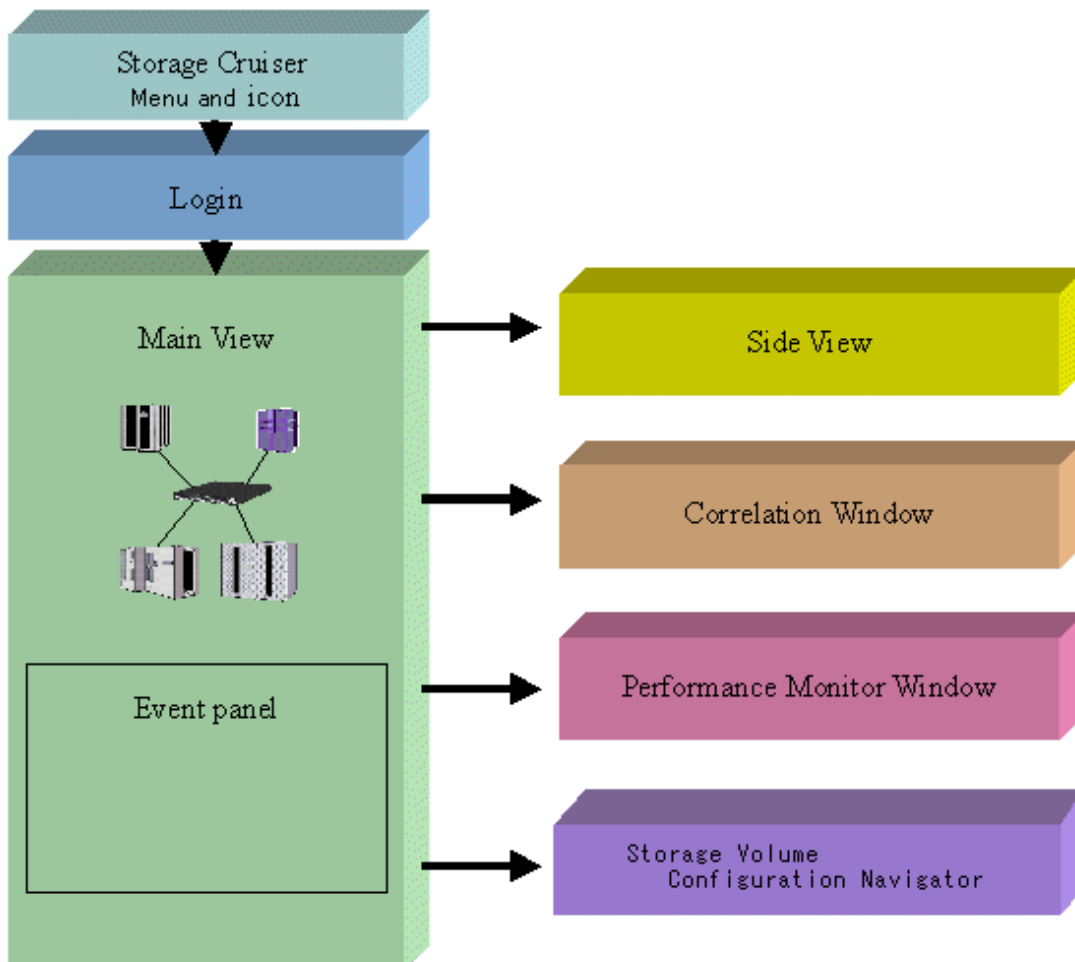 Storage Cruiser
Menu and icon
Login
Main View
Event panel
Side View
Correlation Window
Performance Monitor Window
Storage Volume
Configuration Navigator